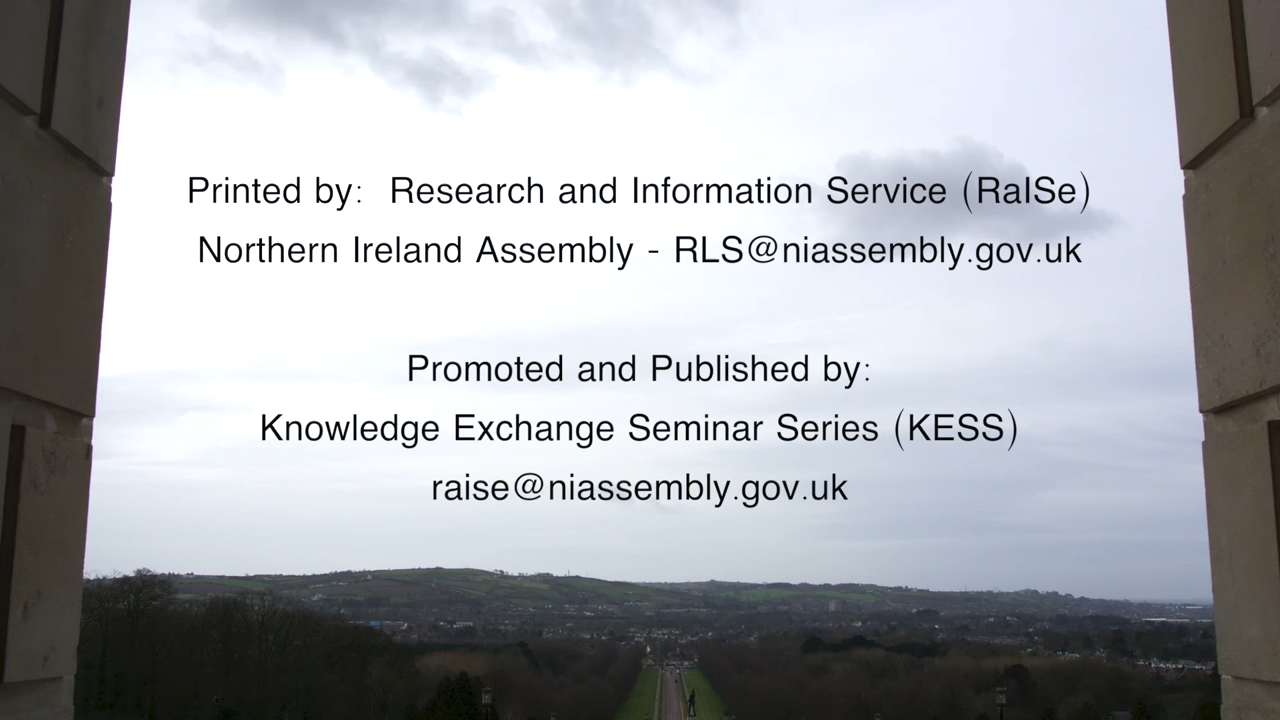 Printed by: Research and Information Service (RaISe)
Northern Ireland Assembly - RLS@niassembly.gov.uk
Promoted and Published by:
Knowledge Exchange Seminar Series (KESS)
raise@niassembly.gov.uk